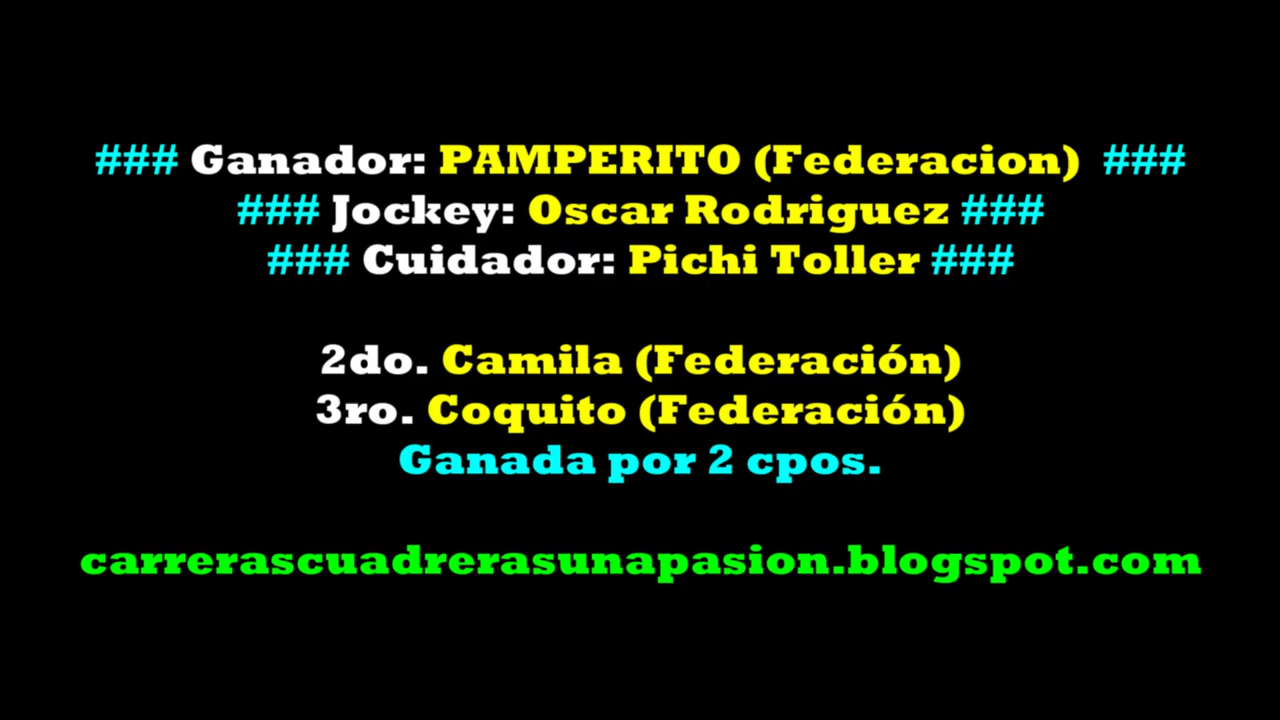 ### Ganador: PAMPERITO (Federacion) ###
### Jockey: Oscar Rodriguez ###
### Cuidador: Pichi Toller ###
2do. Camila (Federación)
3ro. Coquito (Federación)
Ganada por 2 cpos.
carrerascuadrerasunapasion.blogspot.com